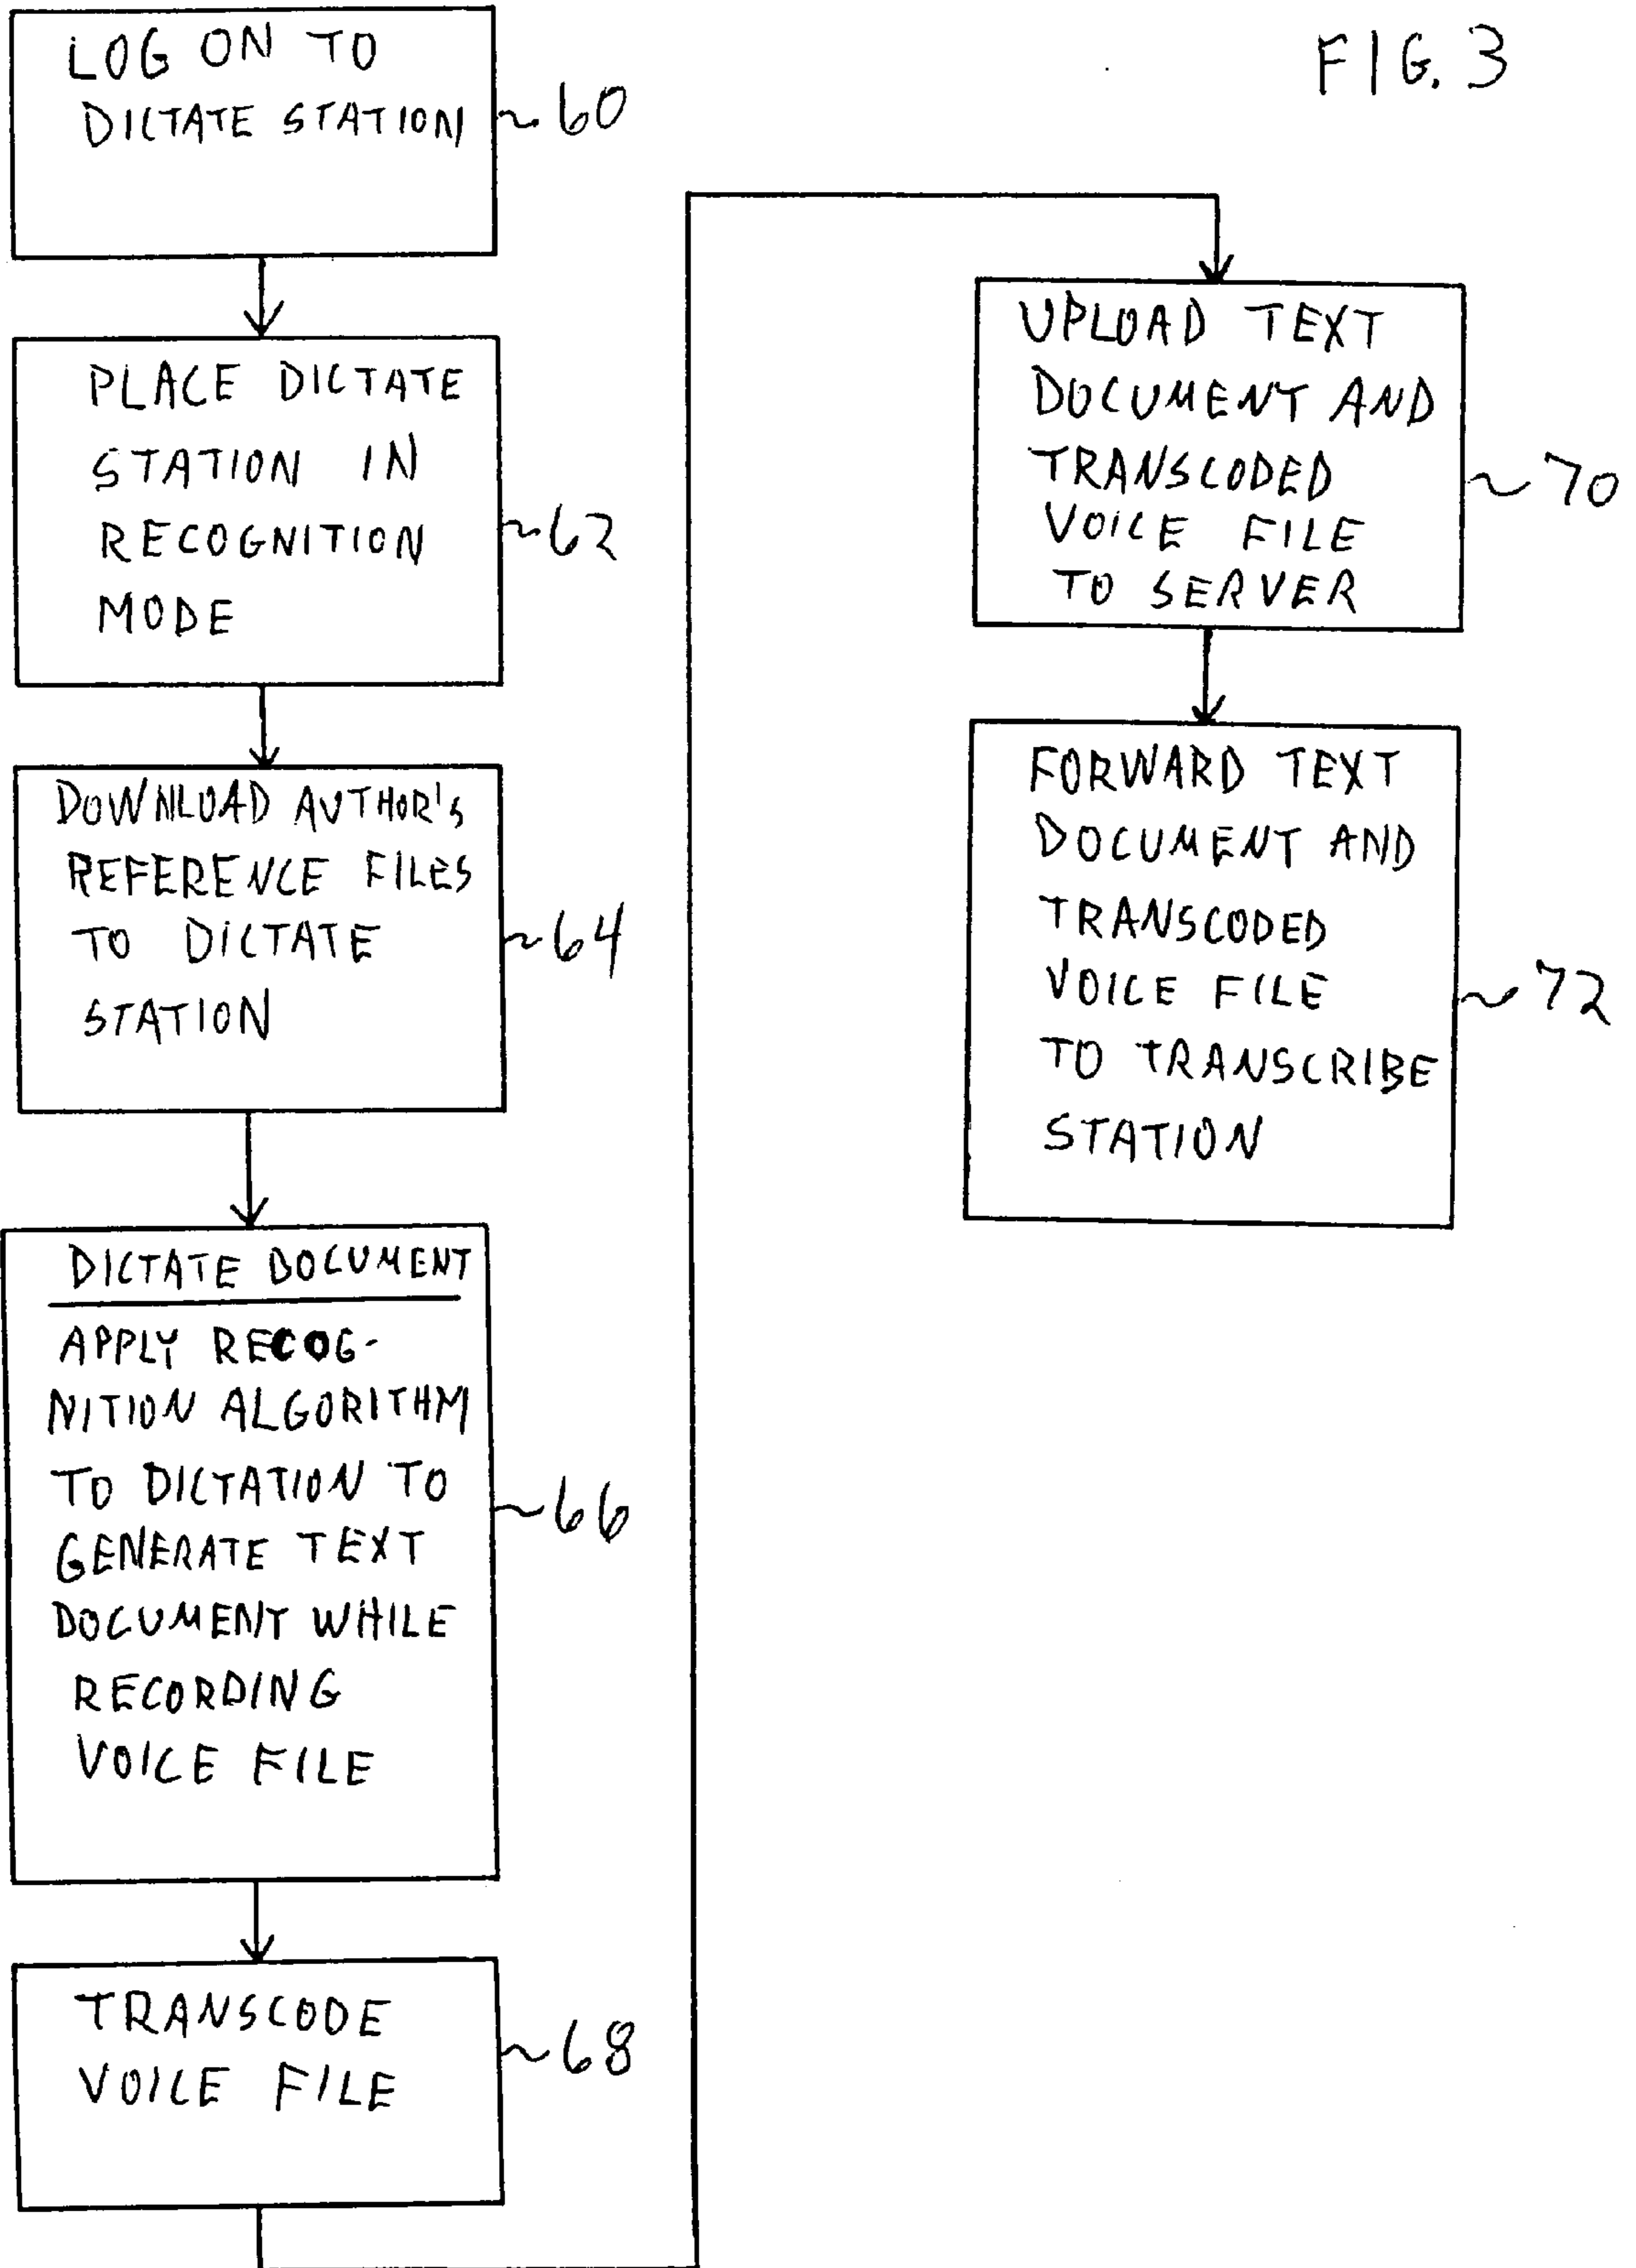 FIG. 3
LOG ON TO
DICTATE STATION
60
PLACE DICTATE
STATION IN
RECOGNITION
MODE
62
DOWNLOAD AUTHOR'S
REFERENCE FILES
TO DICTATE
STATION
64
DICTATE DOCUMENT
APPLY RECOG-
NITION ALGORITHM
TO DICTATION TO
GENERATE TEXT
DOCUMENT WHILE
RECORDING
VOICE FILE
66
TRANSCODE
VOICE FILE
68
UPLOAD TEXT
DOCUMENT AND
TRANSCODED
VOICE FILE
TO SERVER
70
FORWARD TEXT
DOCUMENT AND
TRANSCODED
VOICE FILE
TO TRANSCRIBE
STATION
72